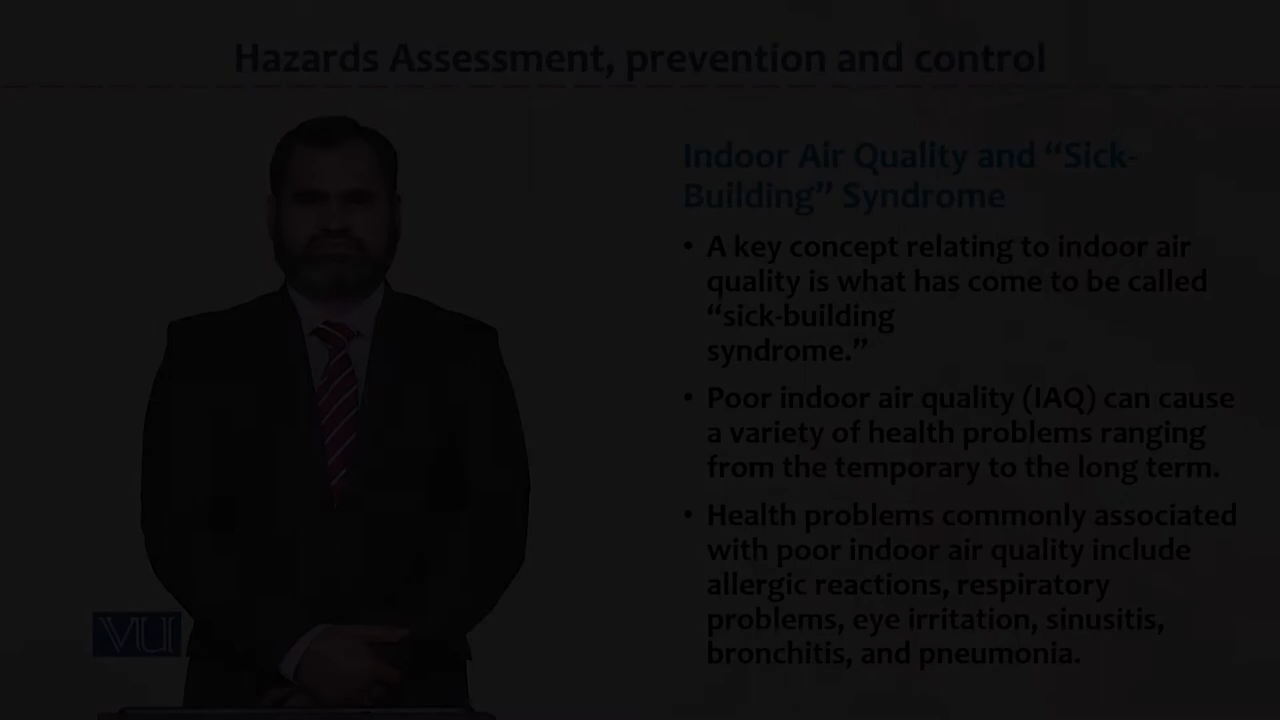 Hazards Assessment, prevention and control
Indoor Air Quality and “Sick-
Building” Syndrome
• A key concept relating to indoor air
quality is what has come to be called
“sick-building
syndrome.”
• Poor indoor air quality (IAQ) can cause
a variety of health problems ranging
from the temporary to the long term.
• Health problems commonly associated
with poor indoor air quality include
allergic reactions, respiratory
problems, eye irritation, sinusitis,
bronchitis, and pneumonia.
VU